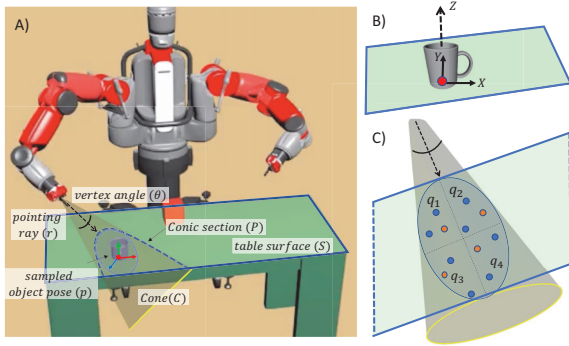 A)
vertex angle (θ)
pointing
ray (r)
Conic section (P)
table surface (S)
sampled
object pose (p)
Cone(C)
B)
Z
Y
X
C)
q1
q2
q3
q4